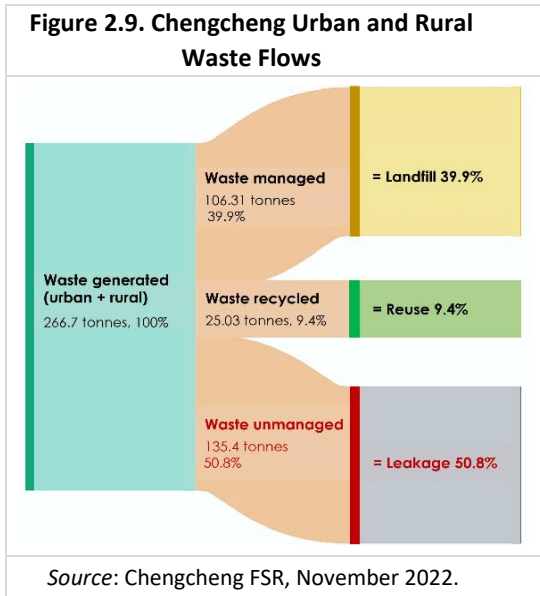 Figure 2.9. Chengcheng Urban and Rural
Waste Flows
Waste managed
106.31 tonnes
39.9%
= Landfill 39.9%
Waste generated
(urban + rural)
266.7 tonnes, 100%
Waste recycled
25.03 tonnes, 9.4%
= Reuse 9.4%
Waste unmanaged
135.4 tonnes
50.8%
= Leakage 50.8%
Source: Chengcheng FSR, November 2022.